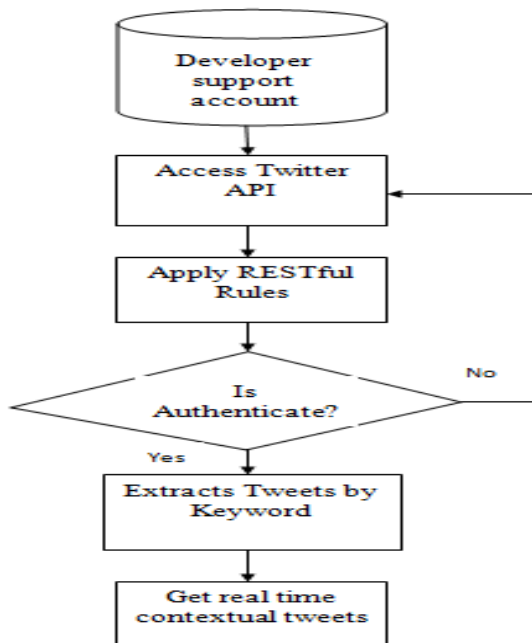 Developer
support
account
Access Twitter
API
Apply RESTful
Rules
Is
Authenticate?
No
Yes
Extracts Tweets by
Keyword
Get real time
contextual tweets